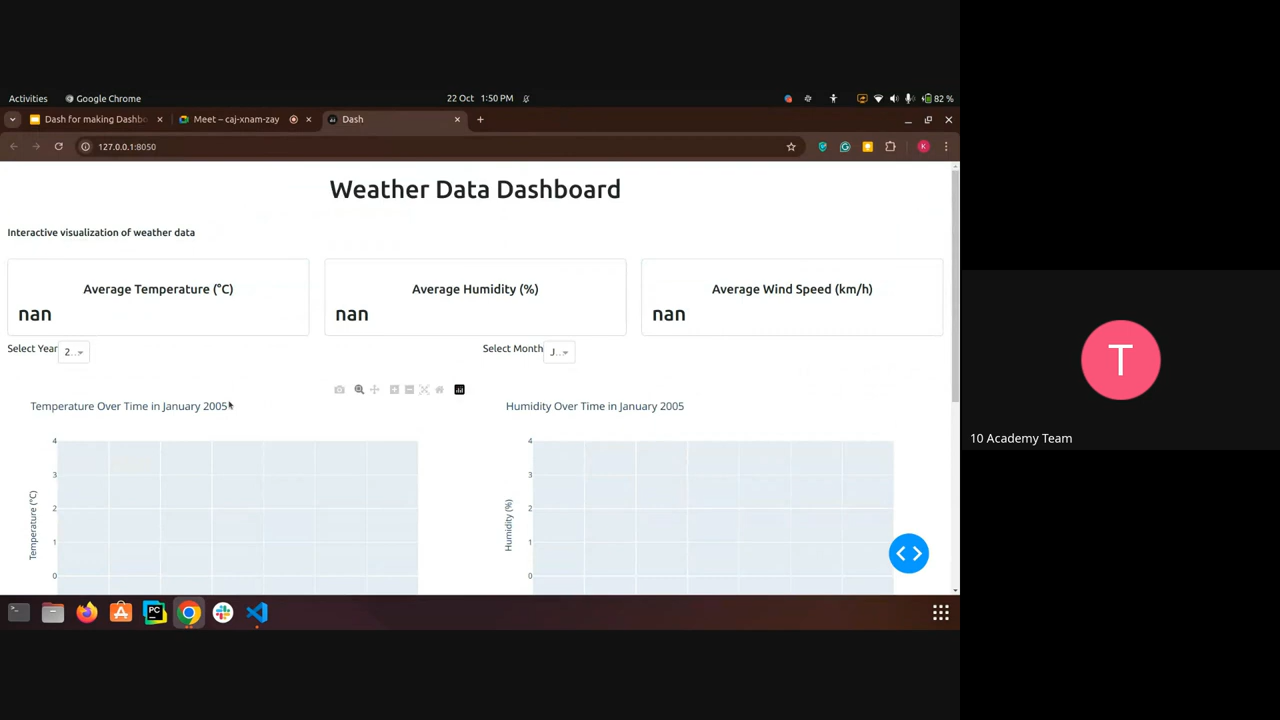 Activities
Google Chrome
22 Oct 1:50 PM
82 %
Dash for making Dashbo
Meet – caj-xnam-zay
Dash
127.0.0.1:8050
K
Weather Data Dashboard
Interactive visualization of weather data
Average Temperature (°C)
nan
Average Humidity (%)
nan
Average Wind Speed (km/h)
nan
Select Year
2...
Select Month
J...
Temperature Over Time in January 2005
4
3
2
1
0
Temperature (°C)
Humidity Over Time in January 2005
4
3
2
1
0
Humidity (%)
PC
T
10 Academy Team